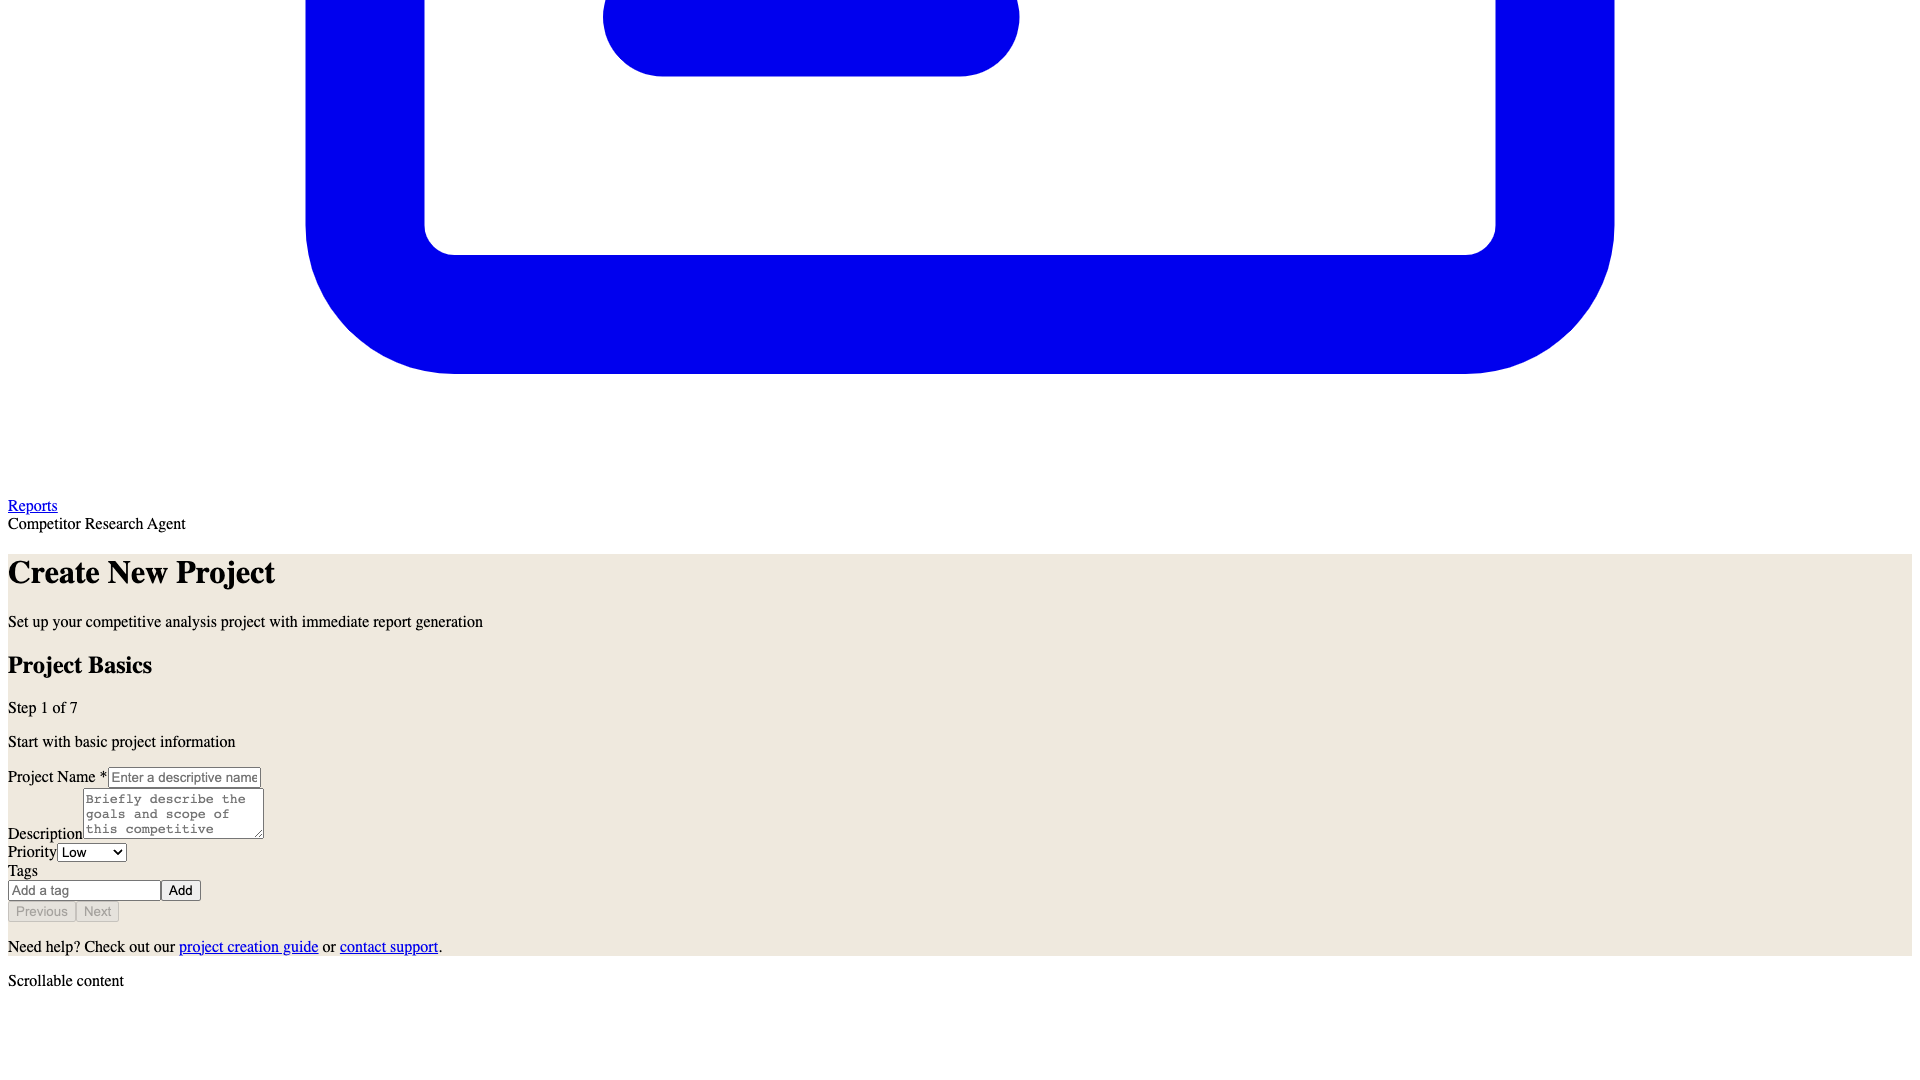 Reports
Competitor Research Agent
Create New Project
Set up your competitive analysis project with immediate report generation
Project Basics
Step 1 of 7
Start with basic project information
Project Name * Enter a descriptive name
Briefly describe the
goals and scope of
Description this competitive
Priority Low
Tags
Add a tag Add
Previous Next
Need help? Check out our project creation guide or contact support.
Scrollable content